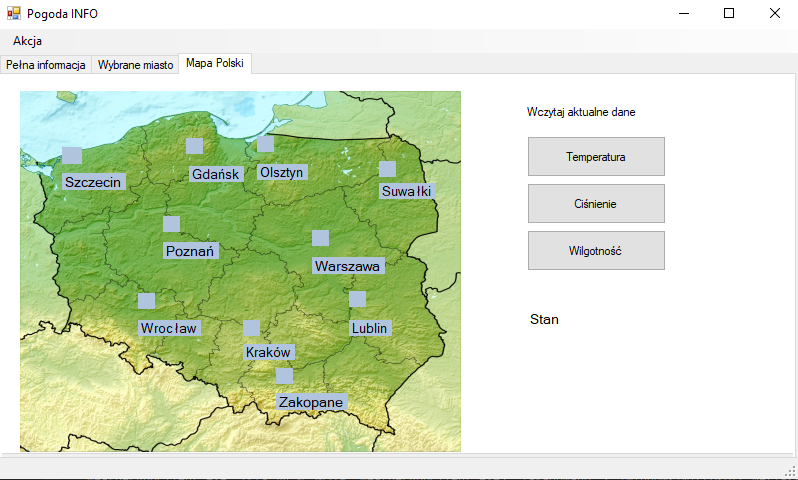 Pogoda INFO
Akcja
Pełna informacja
Wybrane miasto
Mapa Polski
Wczytaj aktualne dane
Temperatura
Ciśnienie
Wilgotność
Stan
Szczecin
Gdańsk
Olsztyn
Suwałki
Poznań
Warszawa
Wrocław
Lublin
Kraków
Zakopane